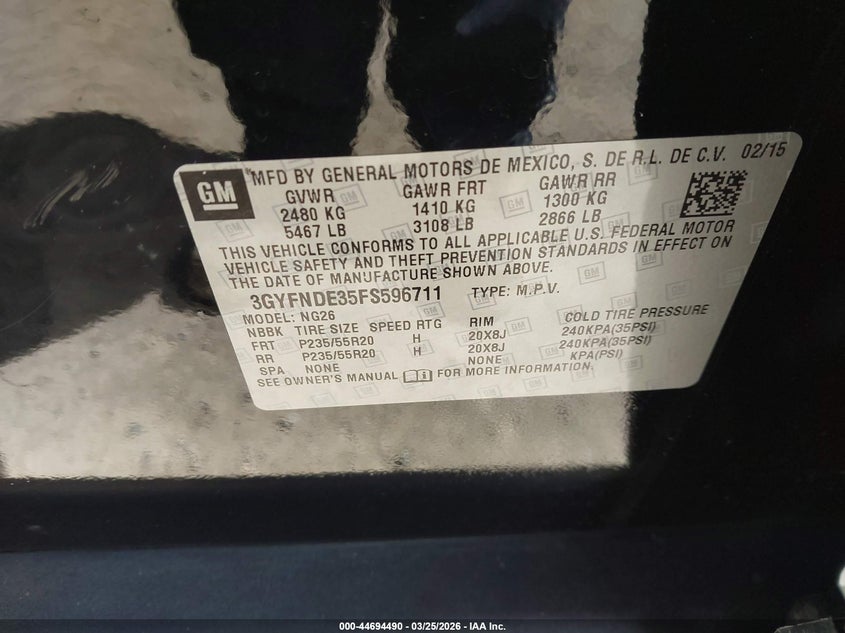 GM
MFD BY GENERAL MOTORS DE MEXICO, S. DE R.L. DE C.V. 02/15
GVWR GAWR FRT GAWR RR
2480 KG 1410 KG 1300 KG
5467 LB 3108 LB 2866 LB
THIS VEHICLE CONFORMS TO ALL APPLICABLE U.S. FEDERAL MOTOR
VEHICLE SAFETY AND THEFT PREVENTION STANDARDS IN EFFECT ON
THE DATE OF MANUFACTURE SHOWN ABOVE.
3GYFNDE35FS596711 TYPE: M.P.V.
MODEL: NG26
NBBK TIRE SIZE SPEED RTG RIM COLD TIRE PRESSURE
FRT P235/55R20 H 20X8J 240KPA(35PSI)
RR P235/55R20 H 20X8J 240KPA(35PSI)
SPA NONE NONE KPA(PSI)
SEE OWNER'S MANUAL FOR MORE INFORMATION.
000-44694490 - 03/25/2026 - IAA Inc.